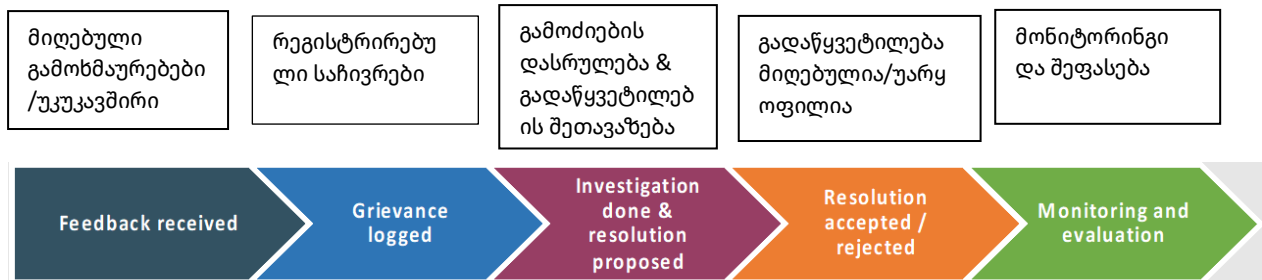 მიღებული
გამოხმაურებები
/უკუკავშირი
რეგისტრირებუ
ლი საჩივრები
გამოძიების
დასრულება &
გადაწყვეტილებ
ის შეთავაზება
გადაწყვეტილება
მიღებულია/უარყ
ოფილია
მონიტორინგი
და შეფასება
Feedback received
Grievance
logged
Investigation
done &
resolution
proposed
Resolution
accepted /
rejected
Monitoring and
evaluation